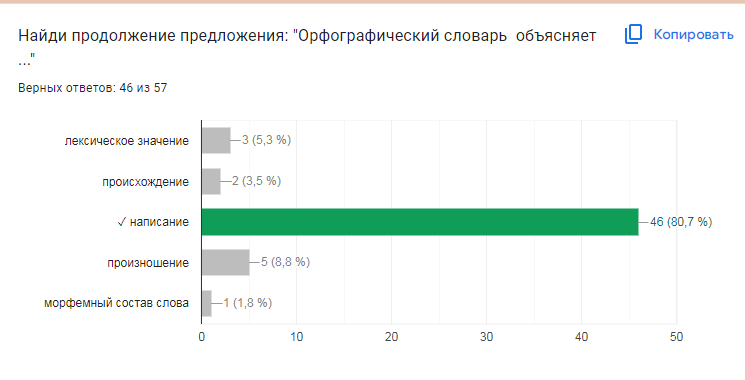 Найди продолжение предложения: "Орфографический словарь  объясняет
..."
Копировать
Верных ответов: 46 из 57
лексическое значение 3 (5,3 %)
происхождение 2 (3,5 %)
✓ написание 46 (80,7 %)
произношение 5 (8,8 %)
морфемный состав слова 1 (1,8 %)
0 10 20 30 40 50